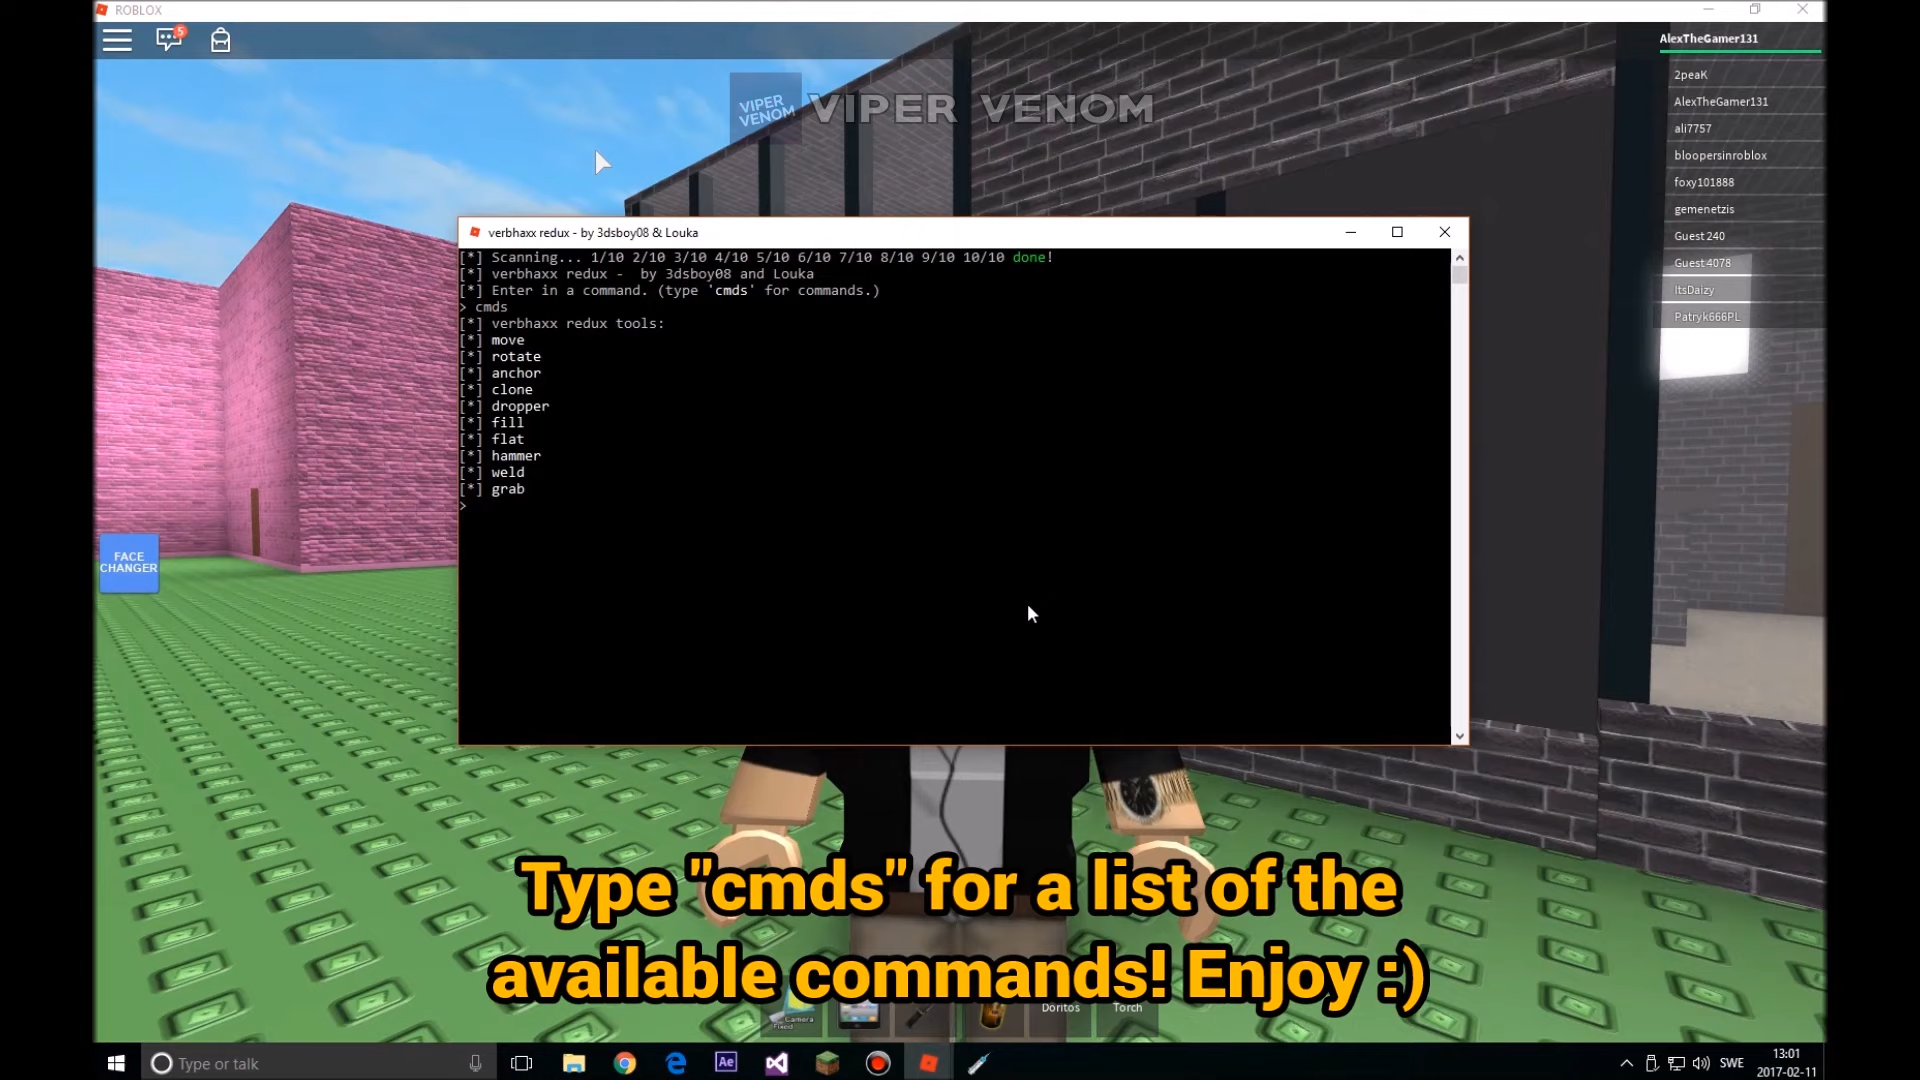 ROBLOX
5
AlexTheGamer131
2peaK
AlexTheGamer131
ali7757
bloopersinroblox
foxy101888
gemenetzis
Guest 240
Guest 4078
ItsDaizy
Patryk666PL
VIPER
VENOM
VIPER VENOM
verbhaxx redux - by 3dsboy08 & Louka
[*] Scanning... 1/10 2/10 3/10 4/10 5/10 6/10 7/10 8/10 9/10 10/10 done!
[*] verbhaxx redux -  by 3dsboy08 and Louka
[*] Enter in a command. (type 'cmds' for commands.)
> cmds
[*] verbhaxx redux tools:
[*] move
[*] rotate
[*] anchor
[*] clone
[*] dropper
[*] fill
[*] flat
[*] hammer
[*] weld
[*] grab
>
FACE
CHANGER
Type "cmds" for a list of the
available commands! Enjoy :)
Camera
Fixed
Doritos
Torch
Type or talk
Ae
SWE
13:01
2017-02-11